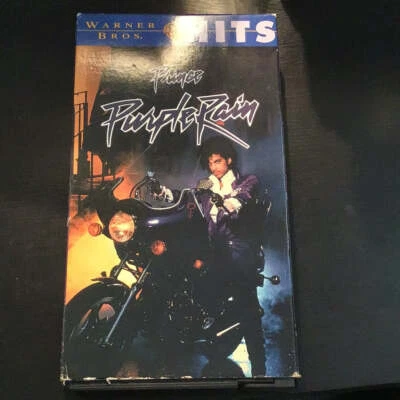 WARNER BROS. HITS
Prince
Purple Rain